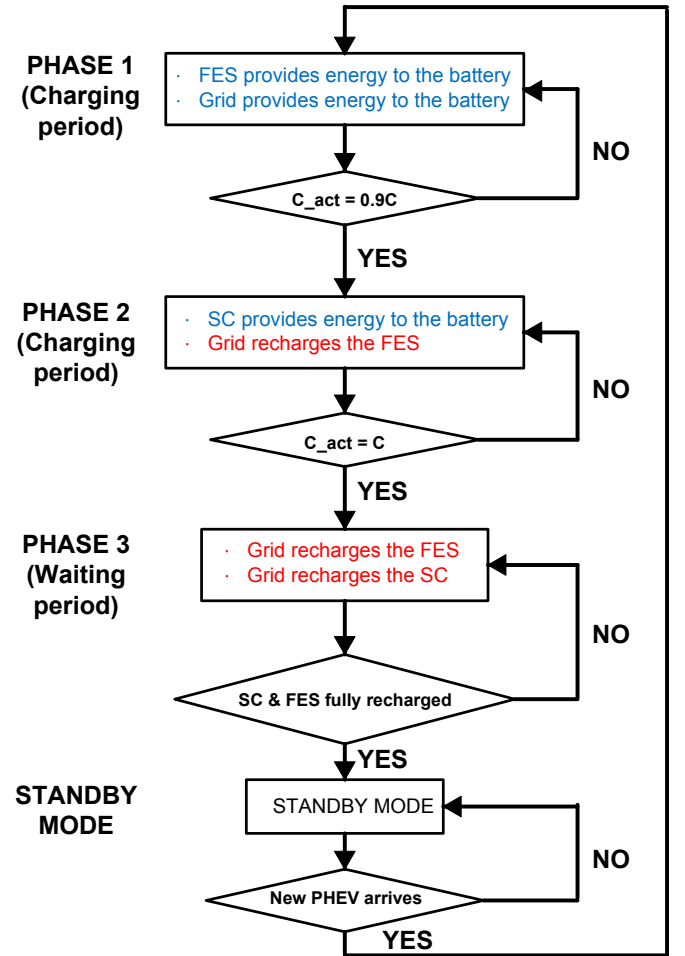 PHASE 1
(Charging
period)
· FES provides energy to the battery
· Grid provides energy to the battery
NO
C_act = 0.9C
YES
PHASE 2
(Charging
period)
· SC provides energy to the battery
· Grid recharges the FES
NO
C_act = C
YES
PHASE 3
(Waiting
period)
· Grid recharges the FES
· Grid recharges the SC
NO
SC & FES fully recharged
YES
STANDBY
MODE
STANDBY MODE
NO
New PHEV arrives
YES